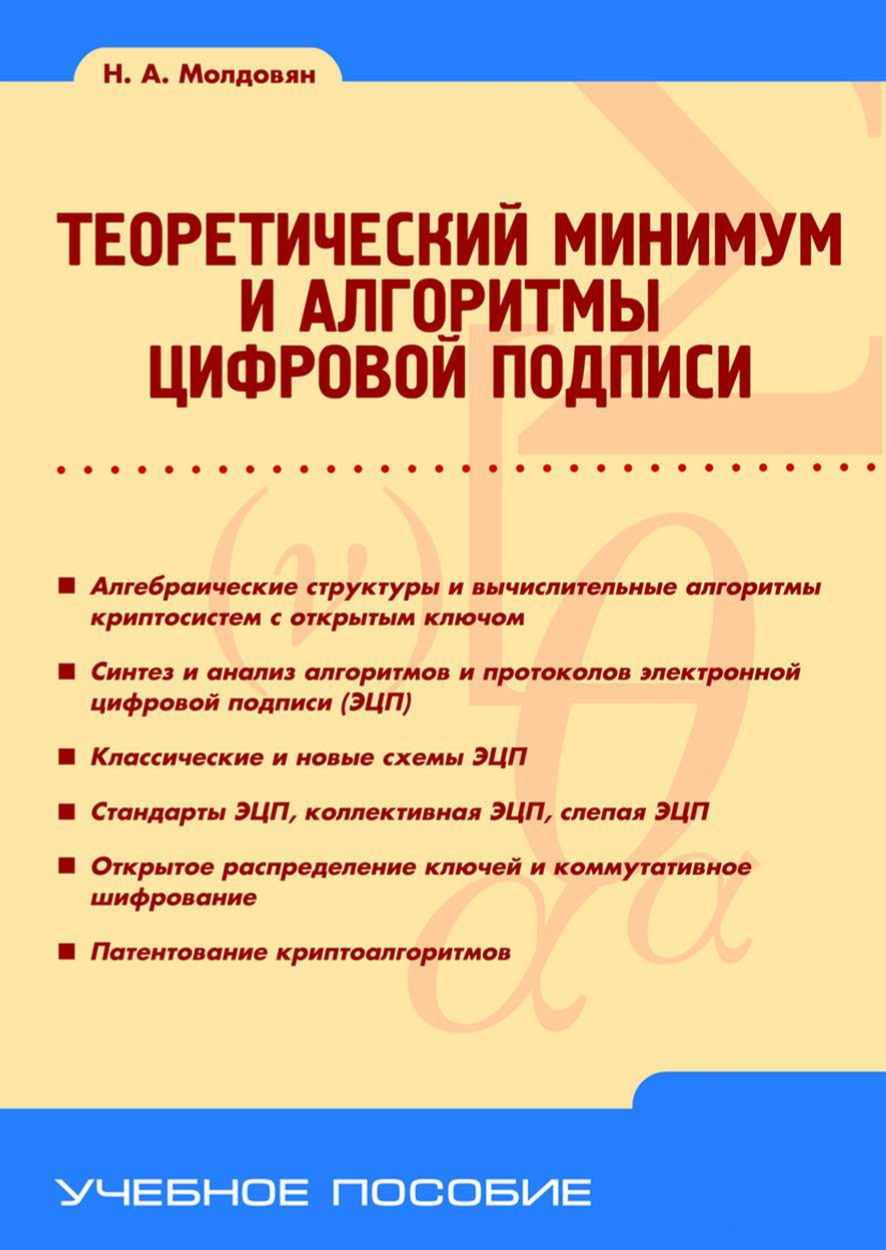 Н. А. Молдовян
ТЕОРЕТИЧЕСКИЙ МИНИМУМ
И АЛГОРИТМЫ
ЦИФРОВОЙ ПОДПИСИ
Алгебраические структуры и вычислительные алгоритмы
криптосистем с открытым ключом
Синтез и анализ алгоритмов и протоколов электронной
цифровой подписи (ЭЦП)
Классические и новые схемы ЭЦП
Стандарты ЭЦП, коллективная ЭЦП, слепая ЭЦП
Открытое распределение ключей и коммутативное
шифрование
Патентование криптоалгоритмов
УЧЕБНОЕ ПОСОБИЕ